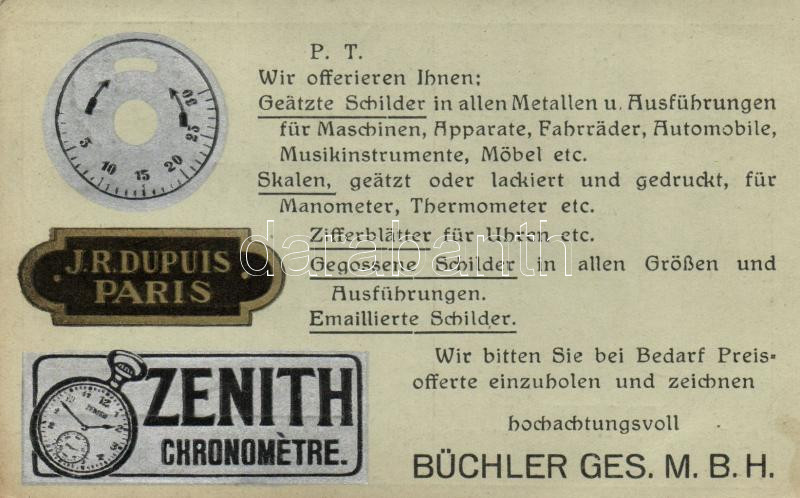 P. T.
Wir offerieren Ihnen:
Geätzte Schilder in allen Metallen u. Ausführungen
für Maschinen, Apparate, Fahrräder, Automobile,
Musikinstrumente, Möbel etc.
Skalen, geätzt oder lackiert und gedruckt, für
Manometer, Thermometer etc.
Zifferblätter für Uhren etc.
Gegossene Schilder in allen Größen und
Ausführungen.
Emaillierte Schilder.
Wir bitten Sie bei Bedarf Preis=
offerte einzuholen und zeichnen
hochachtungsvoll
BÜCHLER GES. M. B. H.
5 10 15 20 25 30
J.R.DUPUIS
PARIS
ZENITH
CHRONOMÈTRE.
ZENITH
darabanth